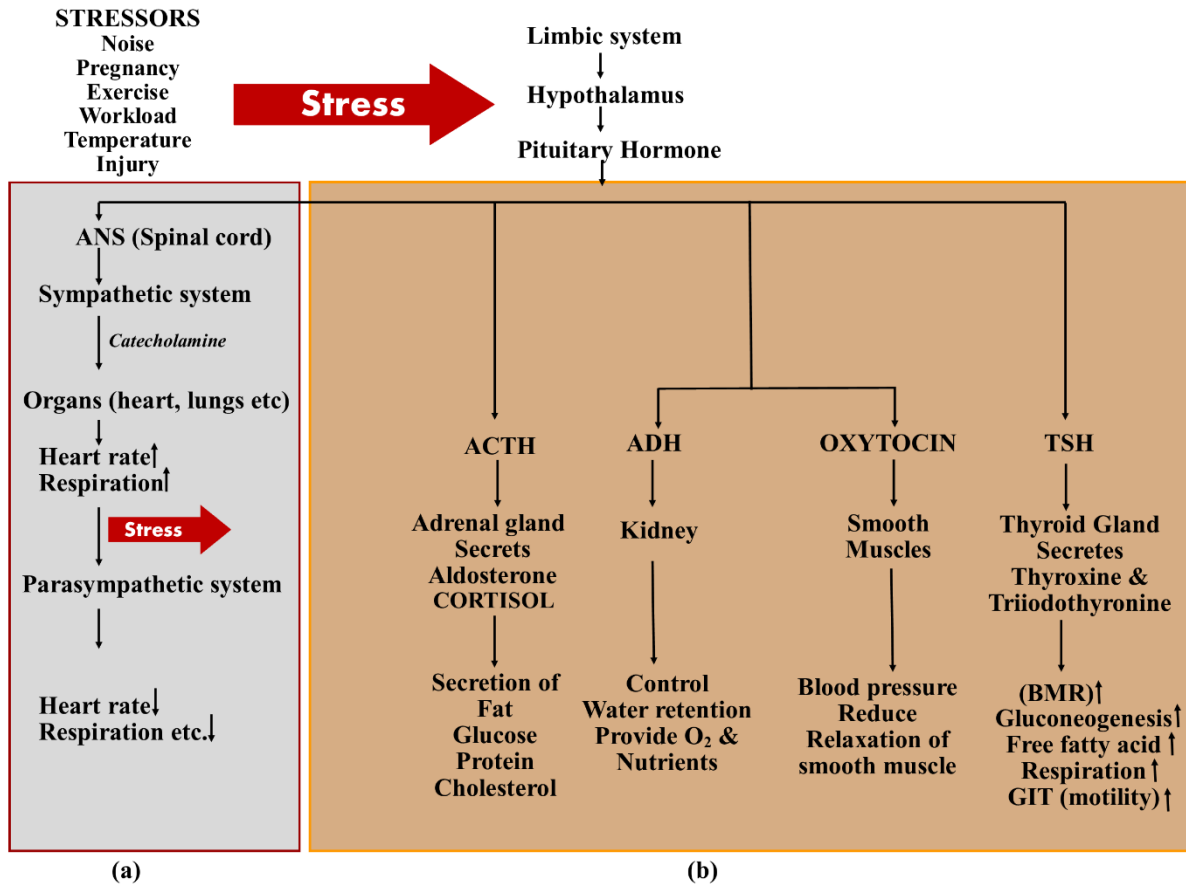 STRESSORS
Noise
Pregnancy
Exercise
Workload
Temperature
Injury
Stress
Limbic system
Hypothalamus
Pituitary Hormone
ANS (Spinal cord)
Sympathetic system
Catecholamine
Organs (heart, lungs etc)
Heart rate↑
Respiration↑
Stress
Parasympathetic system
Heart rate↓
Respiration etc.↓
(a)
ACTH
Adrenal gland
Secrets
Aldosterone
CORTISOL
Secretion of
Fat
Glucose
Protein
Cholesterol
ADH
Kidney
Control
Water retention
Provide O₂ &
Nutrients
OXYTOCIN
Smooth
Muscles
Blood pressure
Reduce
Relaxation of
smooth muscle
TSH
Thyroid Gland
Secretes
Thyroxine &
Triiodothyronine
(BMR)↑
Gluconeogenesis↑
Free fatty acid↑
Respiration↑
GIT (motility)↑
(b)